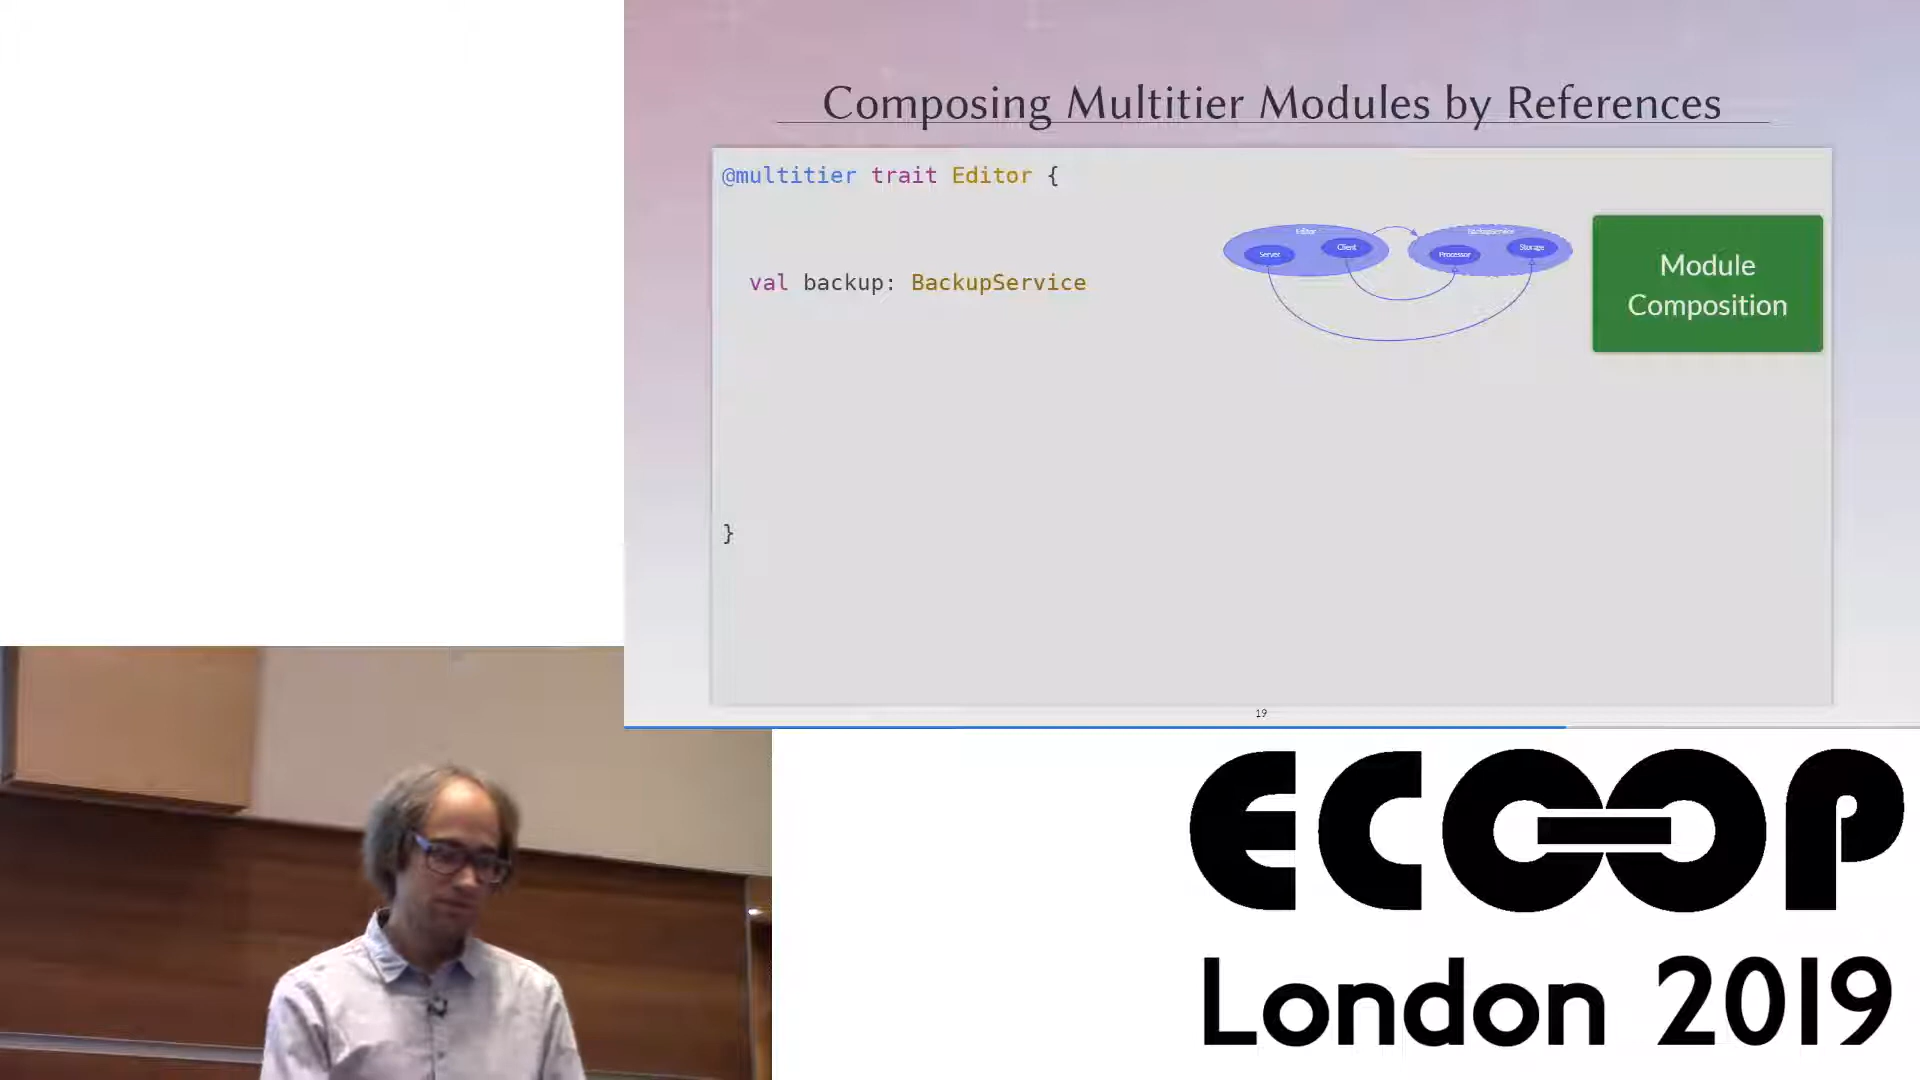 Composing Multitier Modules by References
@multitier trait Editor {
Editor
Client
Server
BackupService
Storage
Processor
Module
Composition
val backup: BackupService
}
19
ECOOP
London 2019